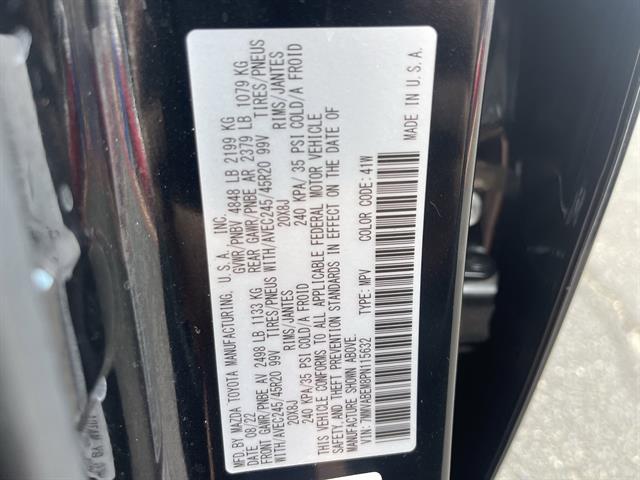 MFD.BY MAZDA TOYOTA MANUFACTURING, U.S.A. INC.
DATE 08/22 GVWR/PNBV 4848 LB 2199 KG
FRONT GAWR/PNBE AV 2498 LB 1133 KG REAR GAWR/PNBE AR 2379 LB 1079 KG
WITH/AVEC245/45R20 99V TIRES/PNEUS WITH/AVEC245/45R20 99V TIRES/PNEUS
20X8J RIMS/JANTES 20X8J RIMS/JANTES
240 KPA/35 PSI COLD/A FROID 240 KPA/ 35 PSI COLD/A FROID
THIS VEHICLE CONFORMS TO ALL APPLICABLE FEDERAL MOTOR VEHICLE
SAFETY, AND THEFT PREVENTION STANDARDS IN EFFECT ON THE DATE OF
MANUFACTURE SHOWN ABOVE.
VIN: 7MMVABEM8PN115632 TYPE: MPV COLOR CODE: 41W
MADE IN U.S.A.